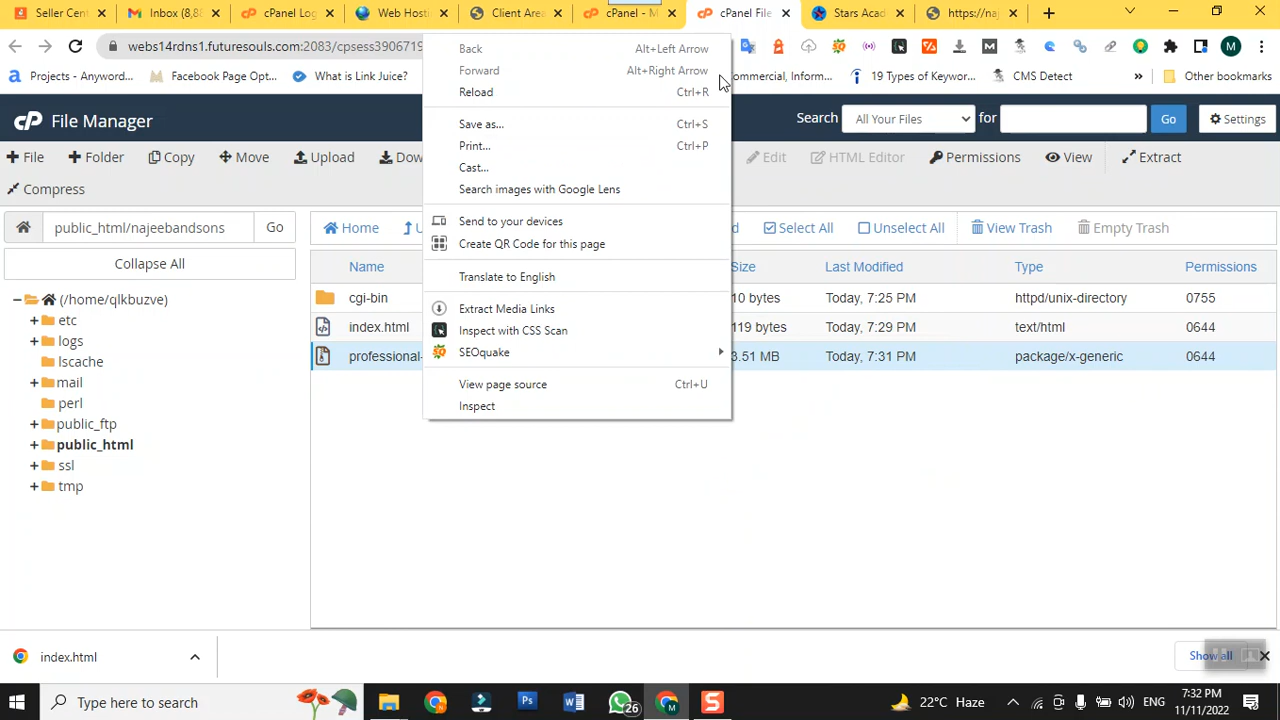 Seller Cent
Inbox (8,8
cPanel Log
Web Hosti
Client Area
cPanel - M
cPanel File
Stars Acad
https://naj
webs14rdns1.futuresouls.com:2083/cpsess3906719
Projects - Anyword...
SEO Page Opt...
What is Link Juice?
ommercial, Inform...
19 Types of Keywor...
CMS Detect
»
Other bookmarks
cP File Manager
Search
All Your Files
for
Go
Settings
+ File
+ Folder
Copy
Move
Upload
Dow
Edit
HTML Editor
Permissions
View
Extract
Compress
public_html/najeebandsons
Go
Home
U
d
Select All
Unselect All
View Trash
Empty Trash
Collapse All
Name
Size
Last Modified
Type
Permissions
(/home/qlkbuzve)
etc
logs
lscache
mail
perl
public_ftp
public_html
ssl
tmp
cgi-bin
10 bytes
Today, 7:25 PM
httpd/unix-directory
0755
index.html
119 bytes
Today, 7:29 PM
text/html
0644
professional-
3.51 MB
Today, 7:31 PM
package/x-generic
0644
Back Alt+Left Arrow
Forward Alt+Right Arrow
Reload Ctrl+R
Save as... Ctrl+S
Print... Ctrl+P
Cast...
Search images with Google Lens
Send to your devices
Create QR Code for this page
Translate to English
Extract Media Links
Inspect with CSS Scan
SEOquake
View page source Ctrl+U
Inspect
index.html
Show all
Type here to search
26
22°C Haze
ENG
7:32 PM
11/11/2022